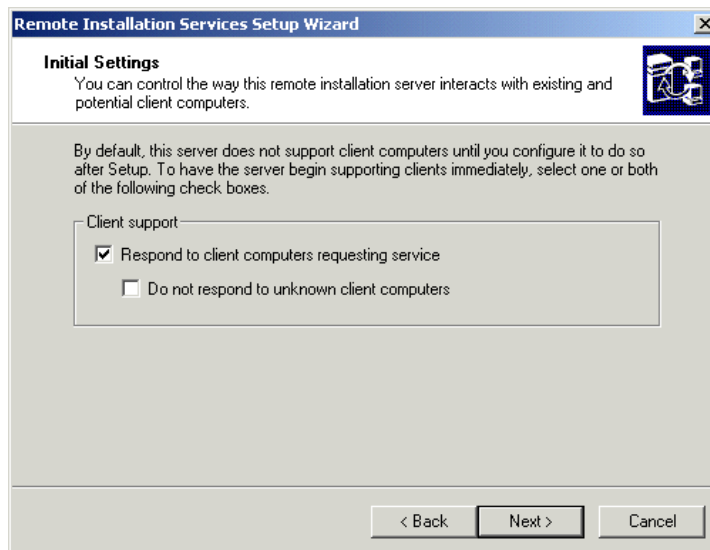 Remote Installation Services Setup Wizard
Initial Settings
You can control the way this remote installation server interacts with existing and
potential client computers.
By default, this server does not support client computers until you configure it to do so
after Setup. To have the server begin supporting clients immediately, select one or both
of the following check boxes.
Client support
Respond to client computers requesting service
Do not respond to unknown client computers
< Back
Next >
Cancel